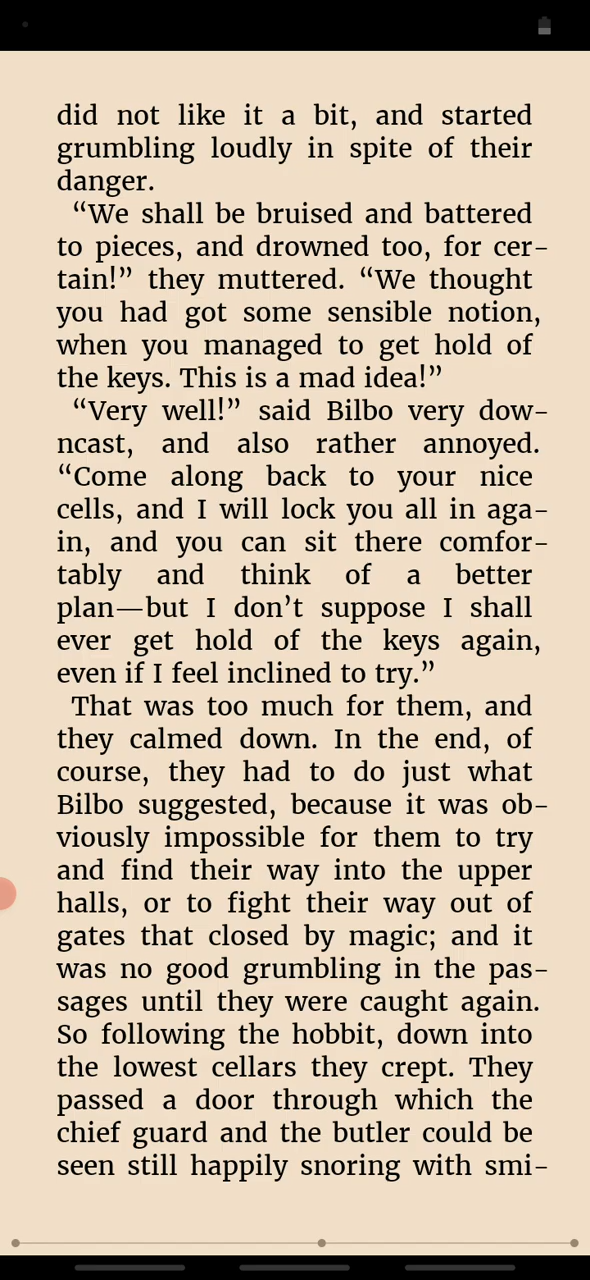 did not like it a bit, and started
grumbling loudly in spite of their
danger.
“We shall be bruised and battered
to pieces, and drowned too, for cer-
tain!” they muttered. “We thought
you had got some sensible notion,
when you managed to get hold of
the keys. This is a mad idea!”
“Very well!” said Bilbo very dow-
ncast, and also rather annoyed.
“Come along back to your nice
cells, and I will lock you all in aga-
in, and you can sit there comfor-
tably and think of a better
plan—but I don’t suppose I shall
ever get hold of the keys again,
even if I feel inclined to try.”
That was too much for them, and
they calmed down. In the end, of
course, they had to do just what
Bilbo suggested, because it was ob-
viously impossible for them to try
and find their way into the upper
halls, or to fight their way out of
gates that closed by magic; and it
was no good grumbling in the pas-
sages until they were caught again.
So following the hobbit, down into
the lowest cellars they crept. They
passed a door through which the
chief guard and the butler could be
seen still happily snoring with smi-